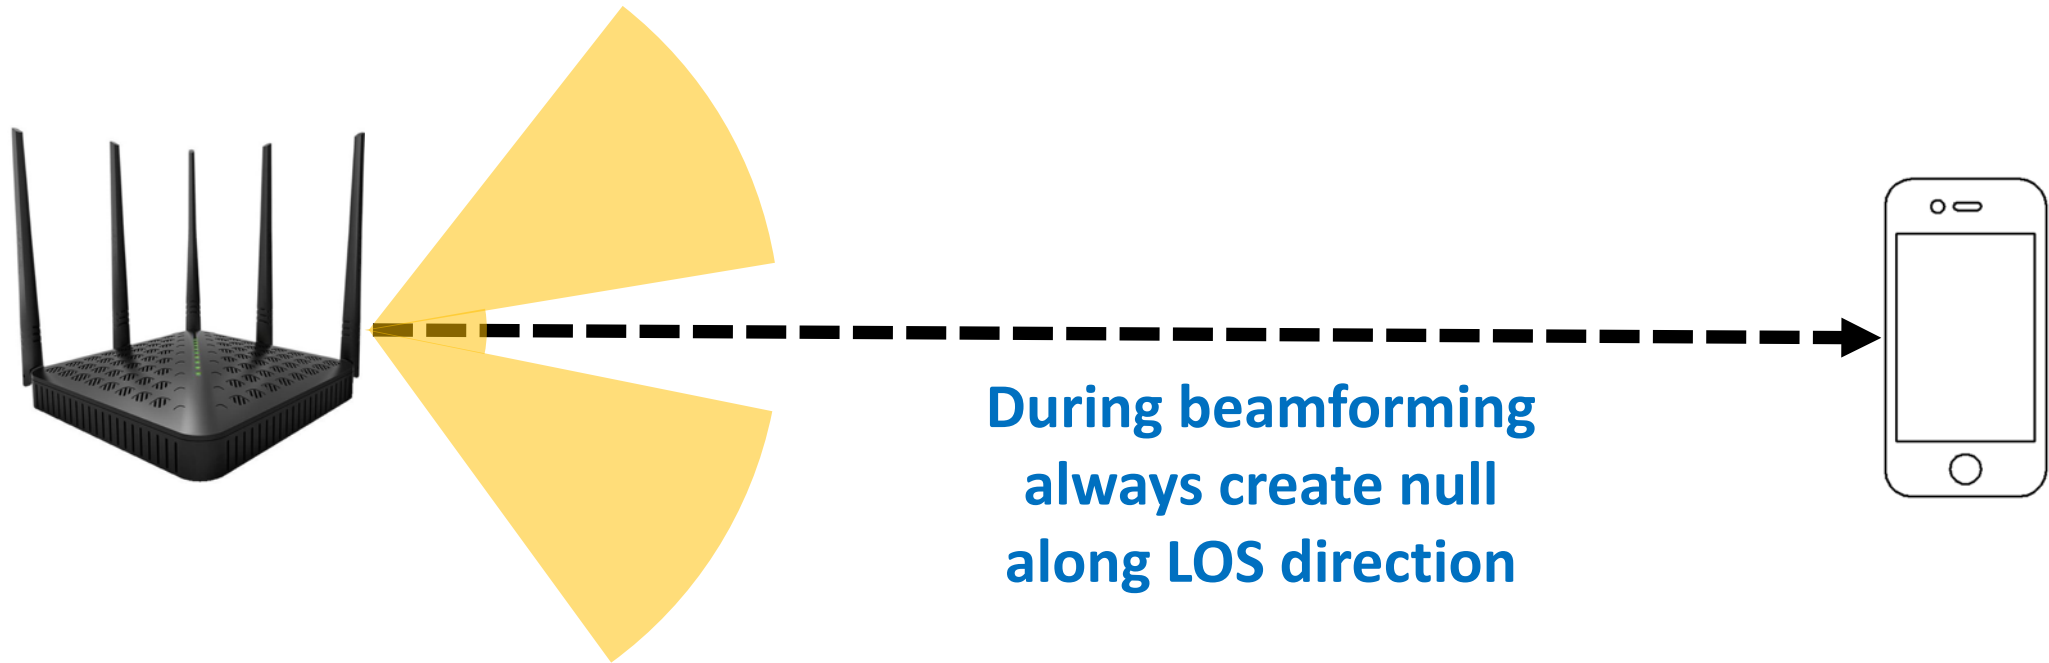 During beamforming
always create null
along LOS direction